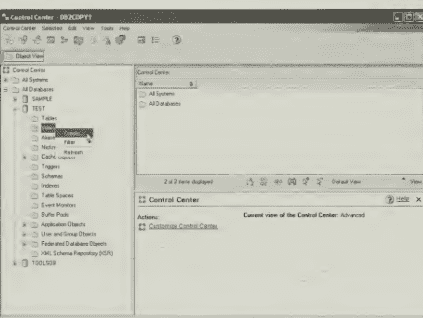 Control Center - DB2COPY1
Control Center Selected Edit View Tools Help
Object View
Control Center
All Systems
All Databases
SAMPLE
TEST
Tables
Filter
Refresh
Triggers
Schemas
Indexes
Table Spaces
Event Monitors
Buffer Pools
Application Objects
User and Group Objects
Federated Database Objects
XML Schema Repository (XSR)
TOOLSDB
Control Center
Name
All Systems
All Databases
2 of 2 items displayed
Default View
View
Control Center
Help
Actions:
Customize Control Center
Current view of the Control Center: Advanced